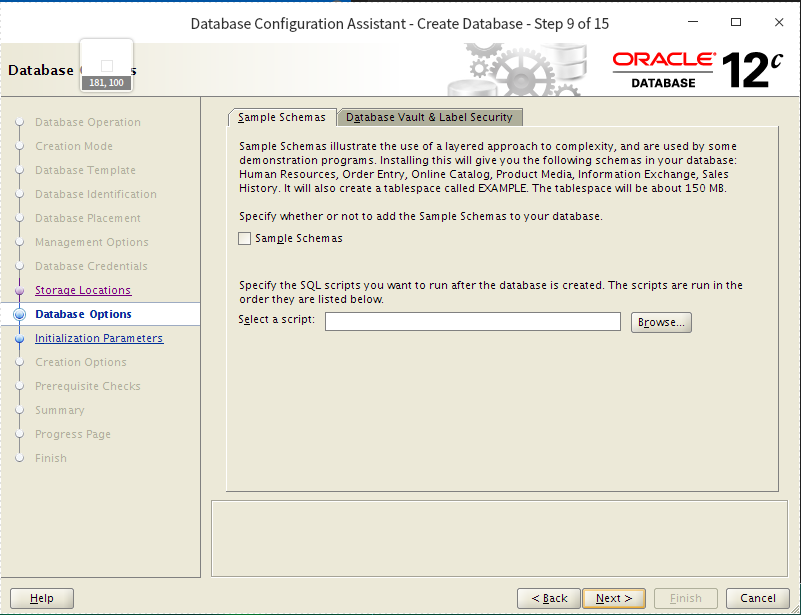 Database Configuration Assistant - Create Database - Step 9 of 15
Database
s
181, 100
ORACLE®
DATABASE
12c
Database Operation
Creation Mode
Database Template
Database Identification
Database Placement
Management Options
Database Credentials
Storage Locations
Database Options
Initialization Parameters
Creation Options
Prerequisite Checks
Summary
Progress Page
Finish
Sample Schemas
Database Vault & Label Security
Sample Schemas illustrate the use of a layered approach to complexity, and are used by some
demonstration programs. Installing this will give you the following schemas in your database:
Human Resources, Order Entry, Online Catalog, Product Media, Information Exchange, Sales
History. It will also create a tablespace called EXAMPLE. The tablespace will be about 150 MB.
Specify whether or not to add the Sample Schemas to your database.
Sample Schemas
Specify the SQL scripts you want to run after the database is created. The scripts are run in the
order they are listed below.
Select a script:
Browse...
Help
< Back
Next >
Finish
Cancel